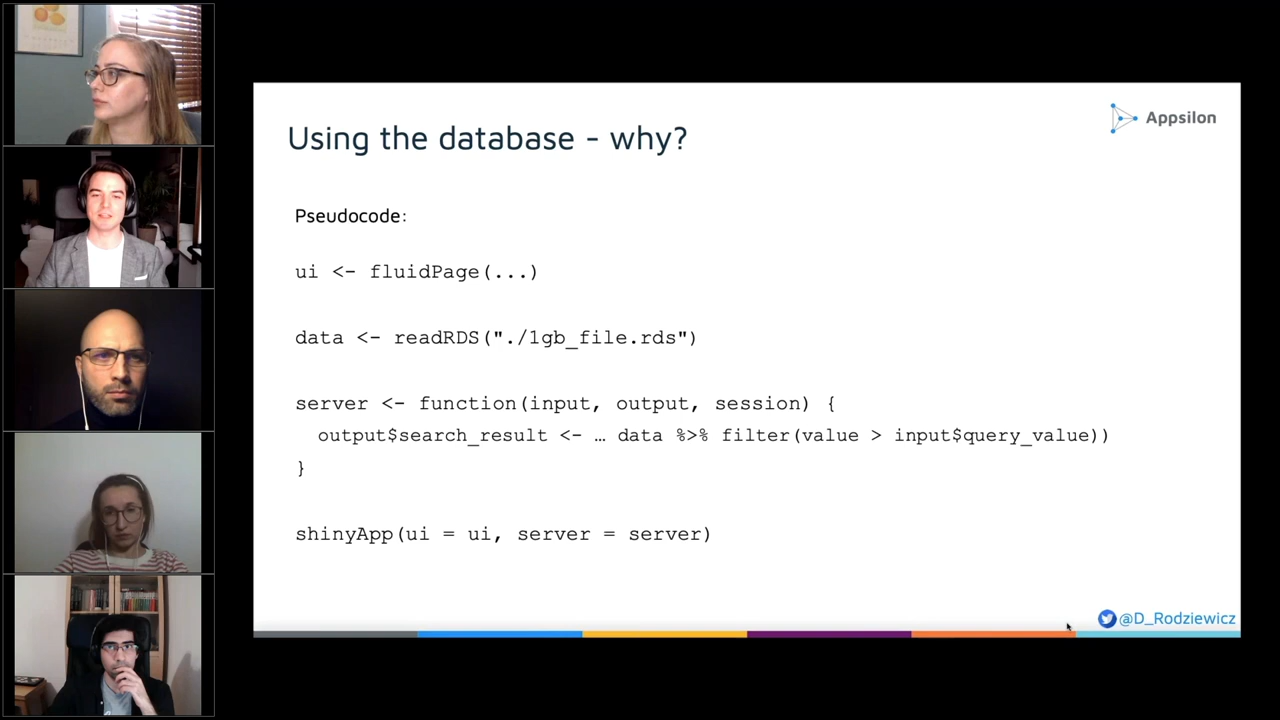 Appsilon
Using the database - why?
Pseudocode:
ui <- fluidPage(...)
data <- readRDS("./1gb_file.rds")
server <- function(input, output, session) {
output$search_result <- … data %>% filter(value > input$query_value))
}
shinyApp(ui = ui, server = server)
@D_Rodziewicz